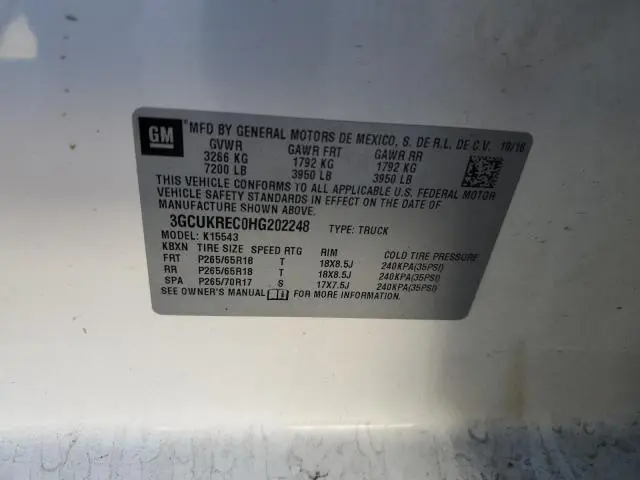 GM ® MFD BY GENERAL MOTORS DE MEXICO, S. DE R.L. DE C.V. 10/16
GVWR GAWR FRT GAWR RR
3266 KG 1792 KG 1792 KG
7200 LB 3950 LB 3950 LB
THIS VEHICLE CONFORMS TO ALL APPLICABLE U.S. FEDERAL MOTOR
VEHICLE SAFETY STANDARDS IN EFFECT ON THE DATE OF
MANUFACTURE SHOWN ABOVE.
3GCUKREC0HG202248 TYPE: TRUCK
MODEL: K15543
KBXN TIRE SIZE SPEED RTG RIM COLD TIRE PRESSURE
FRT P265/65R18 T 18X8.5J 240KPA(35PSI)
RR P265/65R18 T 18X8.5J 240KPA(35PSI)
SPA P265/70R17 S 17X7.5J 240KPA(35PSI)
SEE OWNER'S MANUAL FOR MORE INFORMATION.